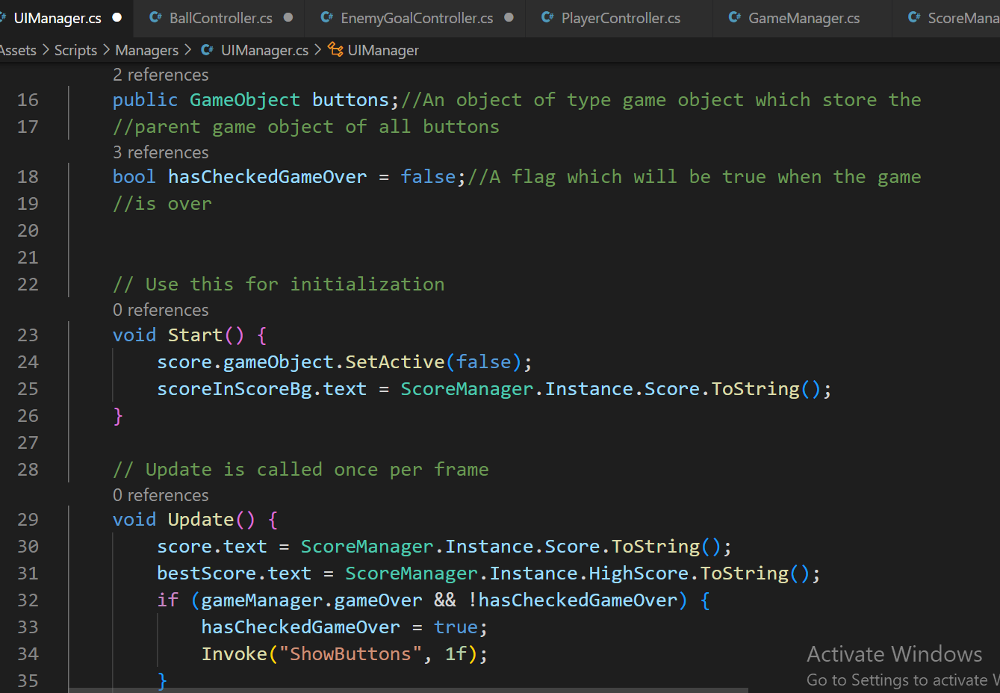 UIManager.cs
C# BallController.cs
C# EnemyGoalController.cs
C# PlayerController.cs
C# GameManager.cs
C# ScoreMana
Assets > Scripts > Managers > C# UIManager.cs > UIManager
2 references
16 public GameObject buttons;//An object of type game object which store the
17 //parent game object of all buttons
3 references
18 bool hasCheckedGameOver = false;//A flag which will be true when the game
19 //is over
20
21
22 // Use this for initialization
0 references
23 void Start() {
24 score.gameObject.SetActive(false);
25 scoreInScoreBg.text = ScoreManager.Instance.Score.ToString();
26 }
27
28 // Update is called once per frame
0 references
29 void Update() {
30 score.text = ScoreManager.Instance.Score.ToString();
31 bestScore.text = ScoreManager.Instance.HighScore.ToString();
32 if (gameManager.gameOver && !hasCheckedGameOver) {
33 hasCheckedGameOver = true;
34 Invoke("ShowButtons", 1f);
35 }
Activate Windows
Go to Settings to activate W